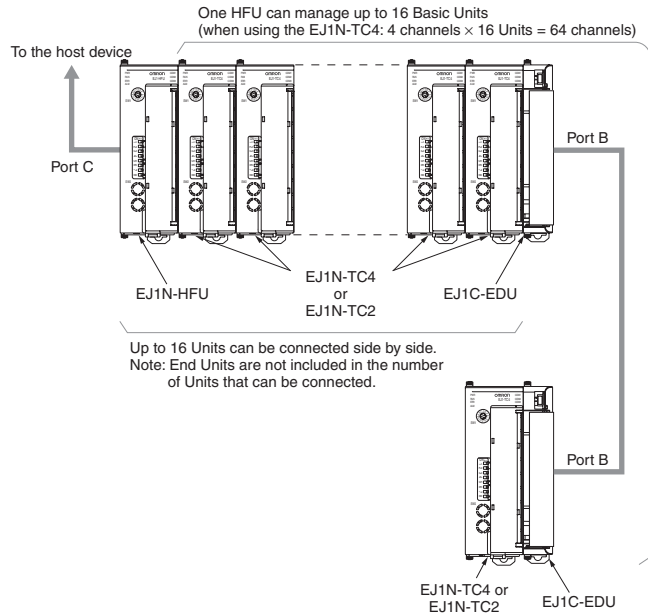 One HFU can manage up to 16 Basic Units
(when using the EJ1N-TC4: 4 channels × 16 Units = 64 channels)
To the host device
Port C
Port B
EJ1N-HFU
EJ1N-TC4
or
EJ1N-TC2
EJ1C-EDU
Up to 16 Units can be connected side by side.
Note: End Units are not included in the number
of Units that can be connected.
Port B
EJ1N-TC4 or
EJ1N-TC2
EJ1C-EDU